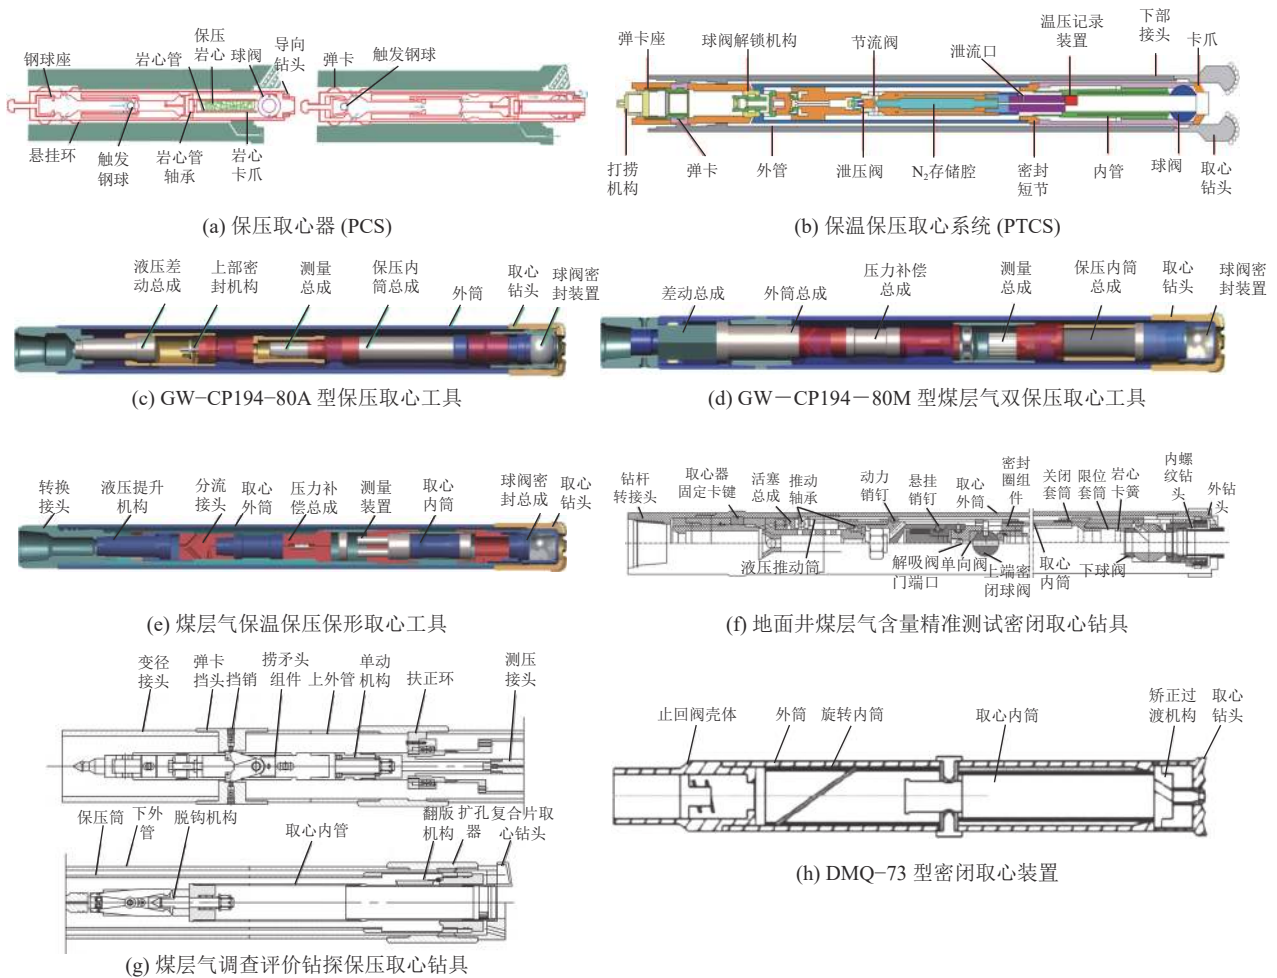 钢球座
岩心管
保压
岩心
球阀
导向
钻头
弹卡
触发钢球
悬挂环
触发
钢球
岩心管
轴承
岩心
卡爪
(a) 保压取心器 (PCS)
弹卡座
球阀解锁机构
节流阀
泄流口
温压记录
装置
下部
接头
卡爪
打捞
机构
弹卡
外管
泄压阀
N₂存储腔
密封
短节
内管
球阀
取心
钻头
(b) 保温保压取心系统 (PTCS)
液压差
动总成
上部密
封机构
测量
总成
保压内
筒总成
外筒
取心
钻头
球阀密
封装置
(c) GW−CP194−80A 型保压取心工具
差动总成
外筒总成
压力补偿
总成
测量
总成
保压内筒
总成
取心
钻头
球阀密
封装置
(d) GW－CP194－80M 型煤层气双保压取心工具
转换
接头
液压提升
机构
分流
接头
取心
外筒
压力补
偿总成
测量
装置
取心
内筒
球阀密
封总成
取心
钻头
(e) 煤层气保温保压保形取心工具
钻杆
转接头
取心器
固定卡键
活塞
总成
推动
轴承
动力
销钉
悬挂
销钉
取心
外筒
密封
圈组
件
关闭
套筒
限位
套筒
岩心
卡簧
内螺
纹钻
头
外钻
头
液压推动筒
解吸阀
门端口
单向阀
上端密
闭球阀
取心
内筒
下球阀
(f) 地面井煤层气含量精准测试密闭取心钻具
变径
接头
弹卡
挡头
挡销
捞矛头
组件
上外管
单动
机构
扶正环
测压
接头
保压筒
下外
管
脱钩机构
取心内管
翻版
机构
扩孔
器
复合片取
心钻头
(g) 煤层气调查评价钻探保压取心钻具
止回阀壳体
外筒
旋转内筒
取心内筒
矫正过
渡机构
取心
钻头
(h) DMQ−73 型密闭取心装置